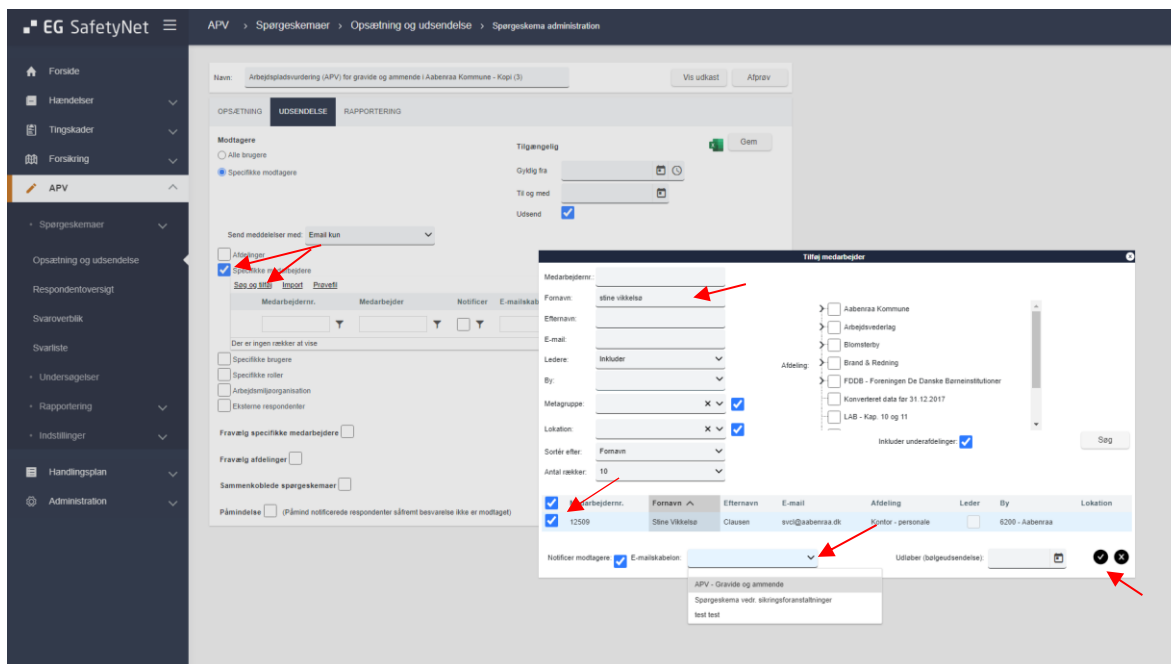 EG SafetyNet
APV > Spørgeskemaer > Opsætning og udsendelse > Spørgeskema administration
Forside
Hændelser
Tingskader
Forsikring
APV
Spørgeskemaer
Opsætning og udsendelse
Respondentoversigt
Svaroverblik
Svarliste
Undersøgelser
Rapportering
Indstillinger
Handlingsplan
Administration
Navn: Arbejdspladsvurdering (APV) for gravide og ammende i Aabenraa Kommune - Kopi (3)
Vis udkast Afprøv
OPSÆTNING UDSENDELSE RAPPORTERING
Modtagere
Alle brugere
Specifikke modtagere
Tilgængelig
Gem
Gyldig fra
Til og med
Udsend
Send meddelelser med: Email kun
Afdelinger
Specifikke medarbejdere
Søg og tilføj Import Prøvefil
Medarbejdernr. Medarbejder Notificer
Der er ingen rækker at vise
Specifikke brugere
Specifikke roller
Arbejdsmiljøorganisation
Eksterne respondenter
Fravælg specifikke medarbejdere
Fravælg afdelinger
Sammenkoblede spørgeskemaer
Påmindelse (Påmind notificerede respondenter såfremt besvarelse ikke er modtaget)
Tilføj medarbejder
Medarbejdernr.:
Fornavn: stine vikkelsø
Efternavn:
E-mail:
Ledere: Inkluder
By:
Metagruppe:
Lokation:
Sortér efter: Fornavn
Antal rækker: 10
Afdeling:
Aabenraa Kommune
Arbejdsvederlag
Blomsterby
Brand & Redning
FDDB - Foreningen De Danske Børneinstitutioner
Konverteret data før 31.12.2017
LAB - Kap. 10 og 11
Inkluder underafdelinger:
Søg
Medarbejdernr. Fornavn Efternavn E-mail Afdeling Leder By Lokation
12509 Stine Vikkelsø Clausen svcl@aabenraa.dk Kontor - personale 6200 - Aabenraa
Notificer modtagere: E-mailskabelon: Udløber (bølgeudsendelse):
APV - Gravide og ammende
Spørgeskema vedr. sikringsforanstaltninger
test test